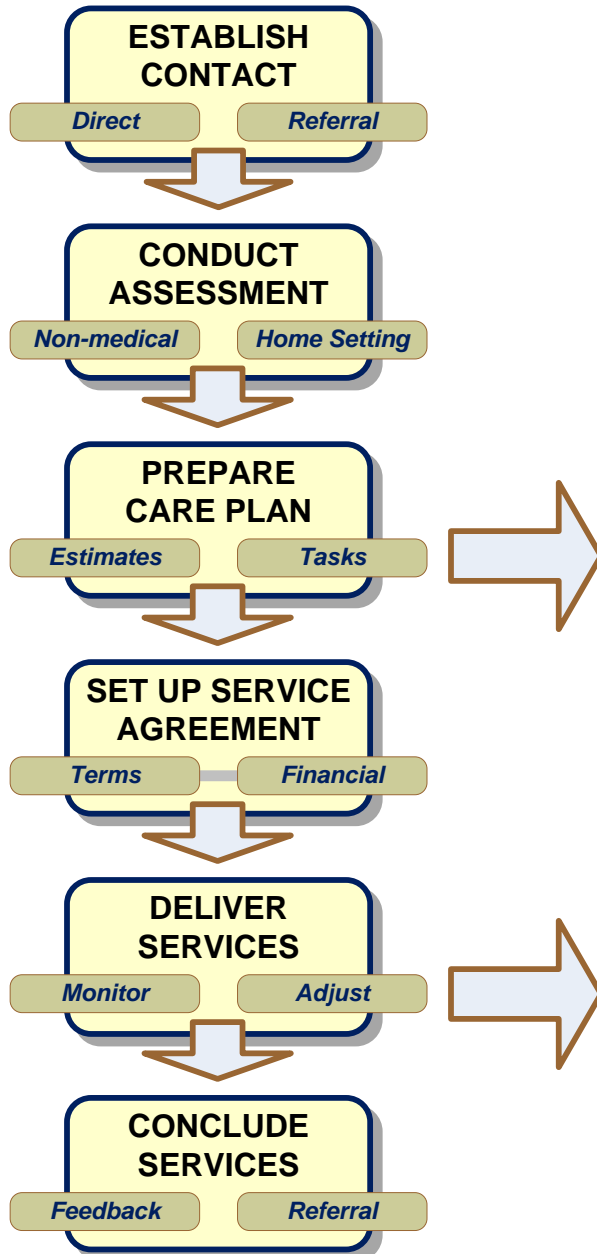 ESTABLISH
CONTACT
Direct Referral
CONDUCT
ASSESSMENT
Non-medical Home Setting
PREPARE
CARE PLAN
Estimates Tasks
SET UP SERVICE
AGREEMENT
Terms Financial
DELIVER
SERVICES
Monitor Adjust
CONCLUDE
SERVICES
Feedback Referral